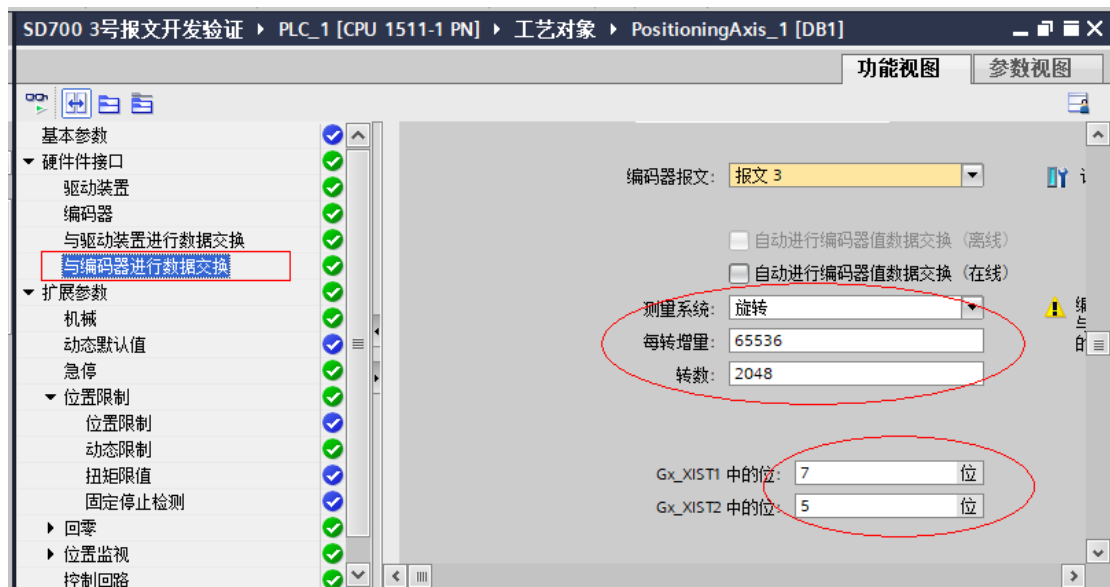 SD700 3号报文开发验证 ▸ PLC_1 [CPU 1511-1 PN] ▸ 工艺对象 ▸ PositioningAxis_1 [DB1]
功能视图 参数视图
基本参数
硬件件接口
驱动装置
编码器
与驱动装置进行数据交换
与编码器进行数据交换
扩展参数
机械
动态默认值
急停
位置限制
位置限制
动态限制
扭矩限值
固定停止检测
回零
位置监视
控制回路
编码器报文: 报文 3
自动进行编码器值数据交换（离线）
自动进行编码器值数据交换（在线）
测量系统: 旋转
每转增量: 65536
转数: 2048
Gx_XIST1 中的位: 7 位
Gx_XIST2 中的位: 5 位
与
的